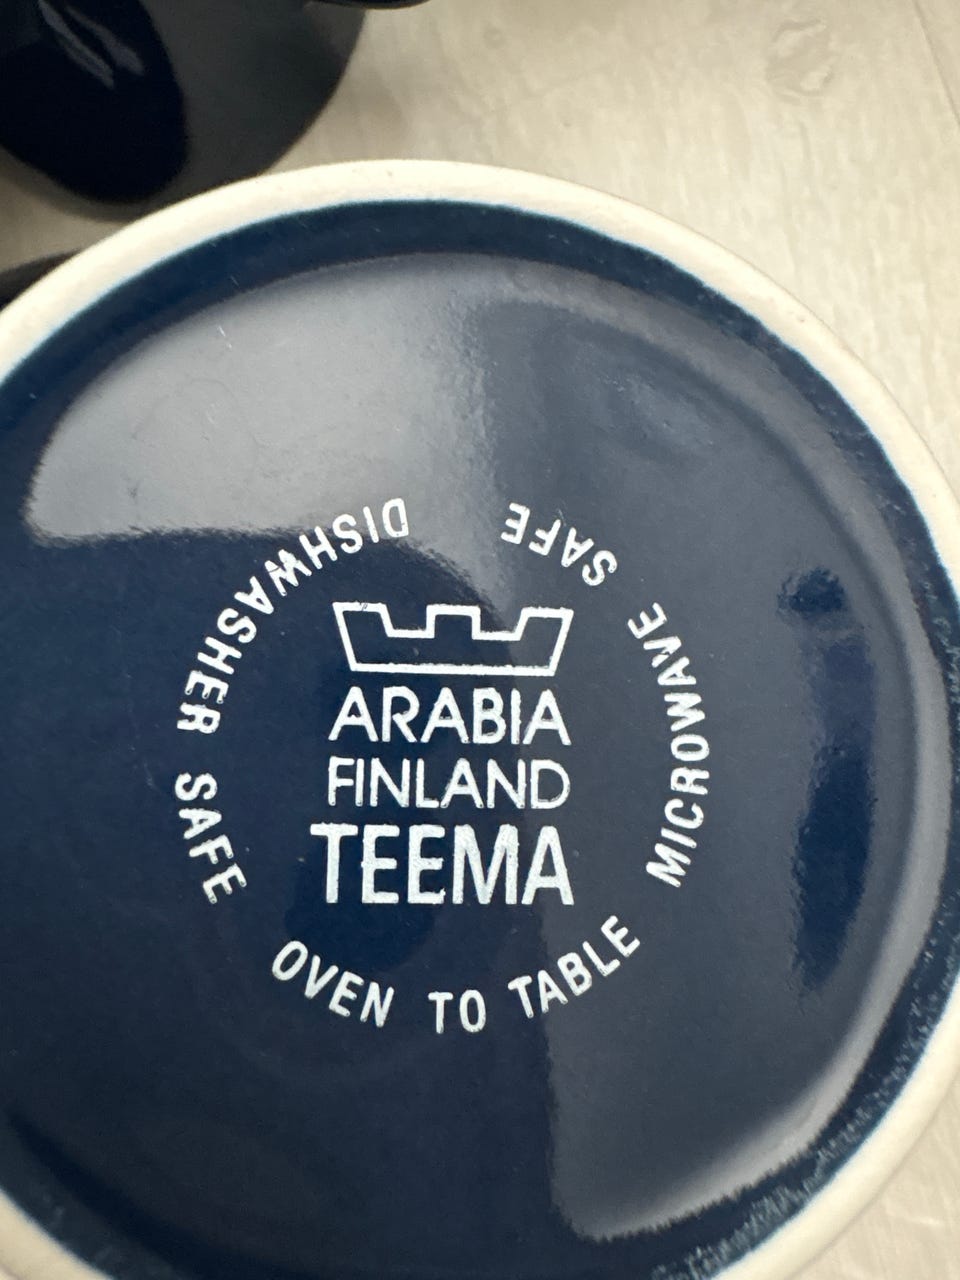 ARABIA
FINLAND
TEEMA
DISHWASHER SAFE
OVEN TO TABLE
MICROWAVE SAFE